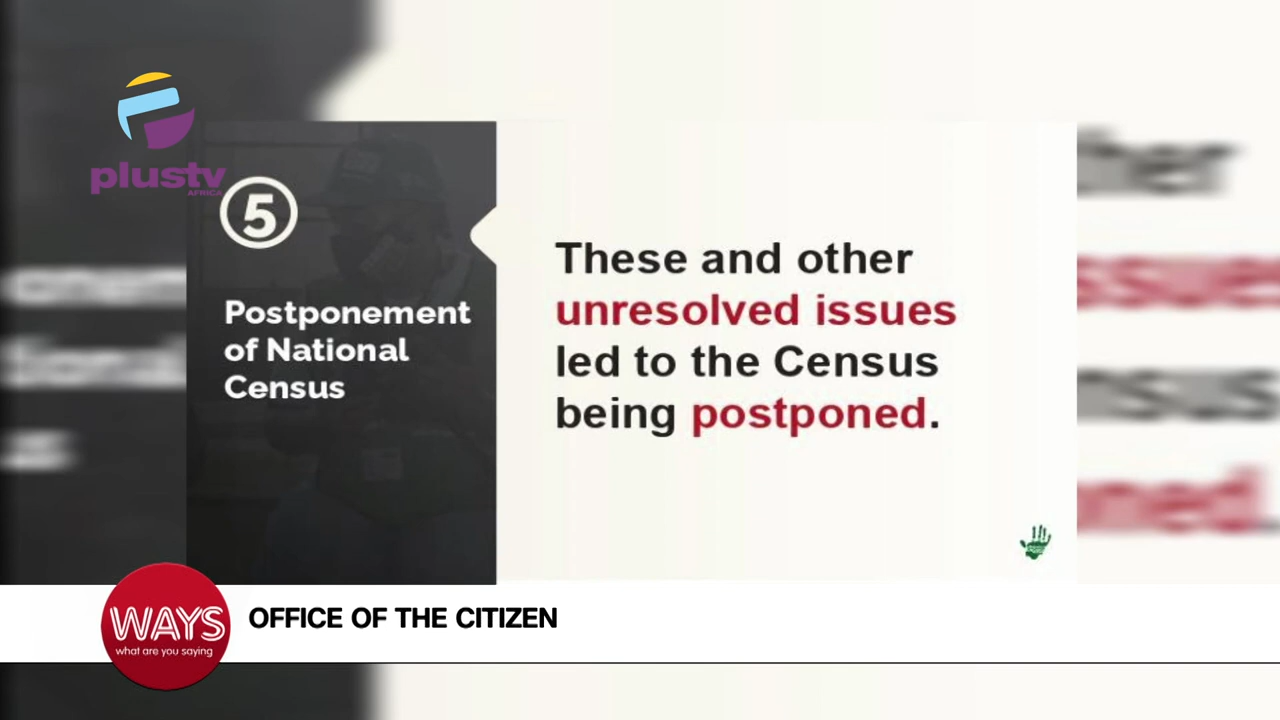 plustv
AFRICA
5
Postponement
of National
Census
These and other
unresolved issues
led to the Census
being postponed.
WAYS
what are you saying
OFFICE OF THE CITIZEN